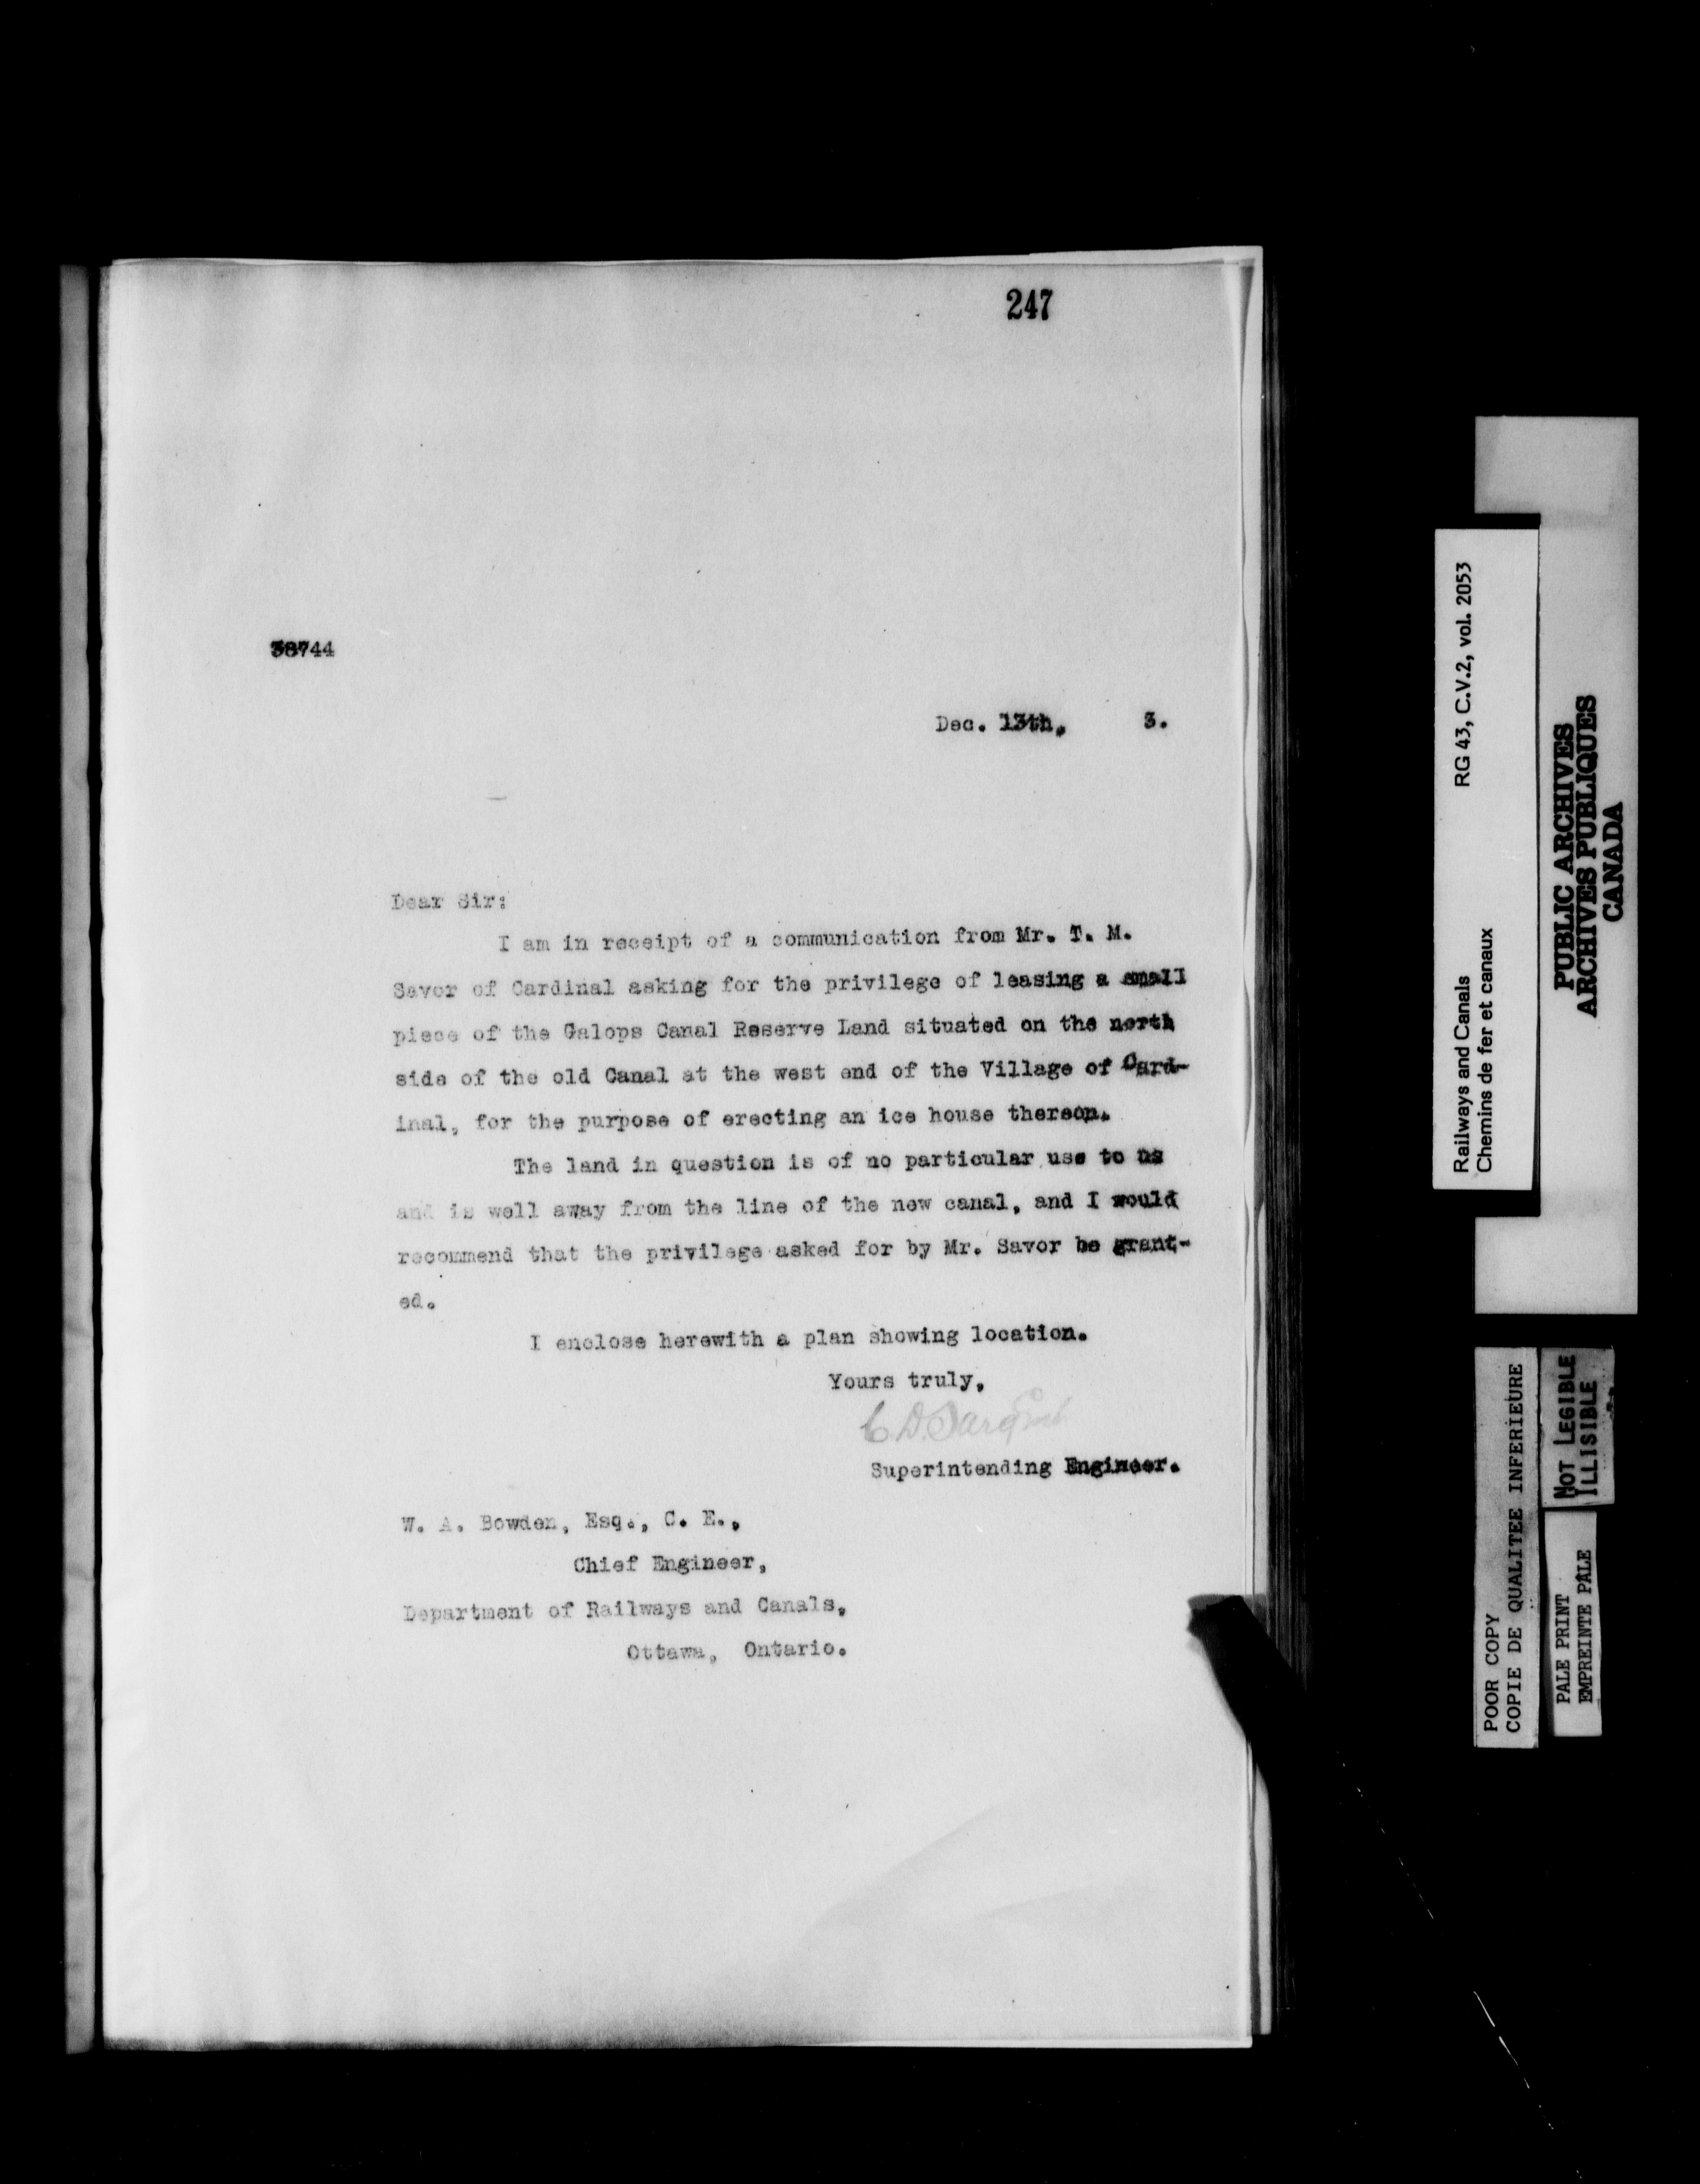 247
38744
Dec. 13th, 3.
Dear Sir:
I am in receipt of a communication from Mr. T. M.
Savor of Cardinal asking for the privilege of leasing a small
piece of the Galops Canal Reserve Land situated on the north
side of the old Canal at the west end of the Village of Card-
inal, for the purpose of erecting an ice house thereon.
The land in question is of no particular use to us
and is well away from the line of the new canal, and I would
recommend that the privilege asked for by Mr. Savor be grant-
ed.
I enclose herewith a plan showing location.
Yours truly,
C. D. Sargent
Superintending Engineer.
W. A. Bowden, Esq., C. E.,
Chief Engineer,
Department of Railways and Canals,
Ottawa, Ontario.
Railways and Canals RG 43, C.V.2, vol. 2053
Chemins de fer et canaux
PUBLIC ARCHIVES
ARCHIVES PUBLIQUES
CANADA
POOR COPY
COPIE DE QUALITEE INFERIEURE
NOT LEGIBLE
ILLISIBLE
PALE PRINT
EMPREINTE PÂLE